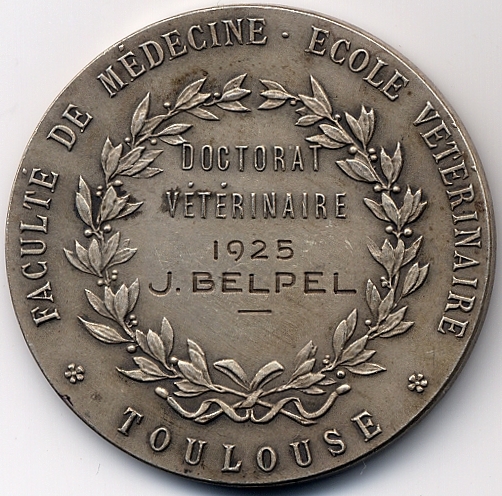 FACULTÉ DE MÉDECINE · ECOLE VÉTÉRINAIRE
TOULOUSE
DOCTORAT
VÉTÉRINAIRE
1925
J. BELPEL